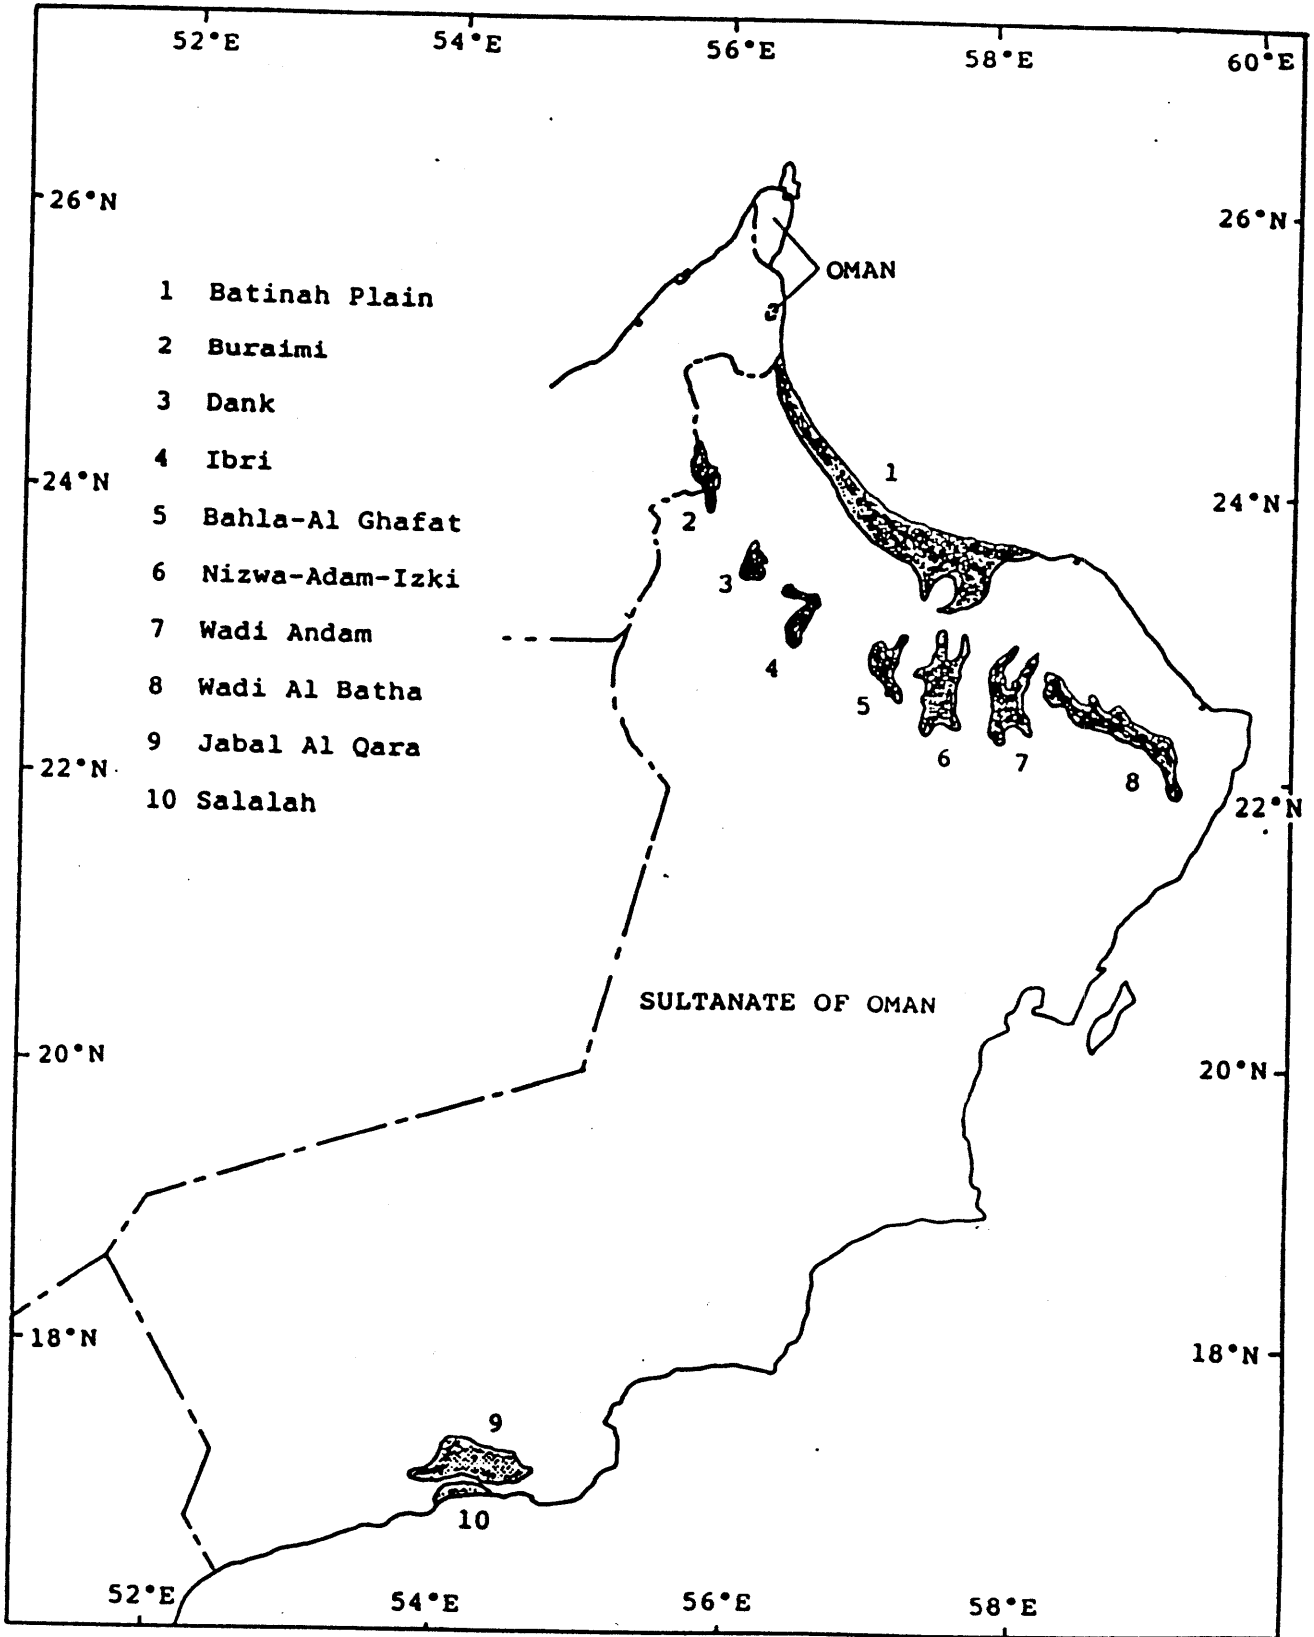 52°E 54°E 56°E 58°E 60°E
26°N 26°N
OMAN
1 Batinah Plain
2 Buraimi
3 Dank
4 Ibri
5 Bahla-Al Ghafat
6 Nizwa-Adam-Izki
7 Wadi Andam
8 Wadi Al Batha
9 Jabal Al Qara
10 Salalah
1
24°N 24°N
2
3
4
5
6
7
8
22°N 22°N
SULTANATE OF OMAN
20°N 20°N
18°N 18°N
9
10
52°E 54°E 56°E 58°E